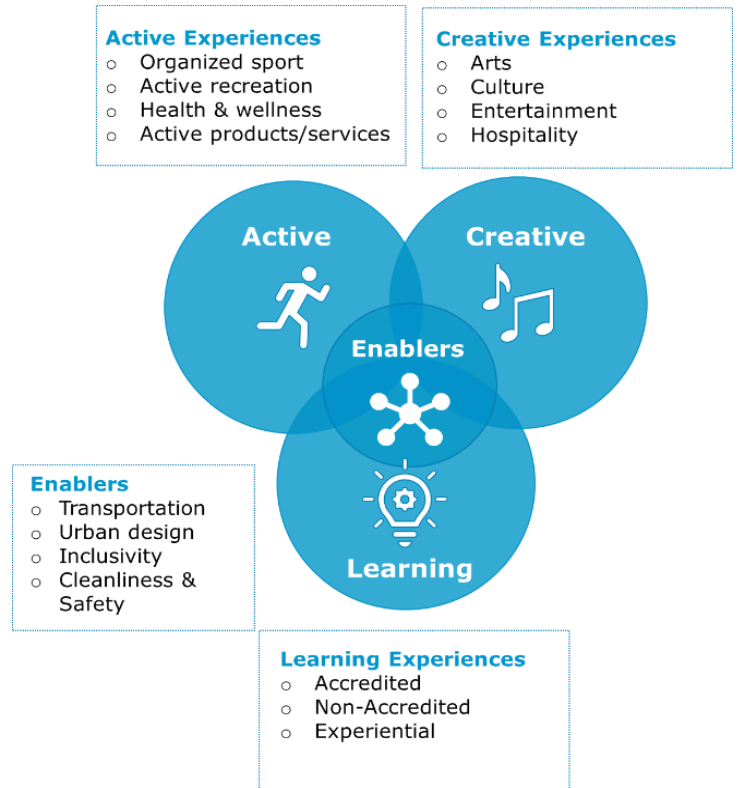 Active Experiences
o Organized sport
o Active recreation
o Health & wellness
o Active products/services
Creative Experiences
o Arts
o Culture
o Entertainment
o Hospitality
Active
Creative
Enablers
Learning
Enablers
o Transportation
o Urban design
o Inclusivity
o Cleanliness &
Safety
Learning Experiences
o Accredited
o Non-Accredited
o Experiential